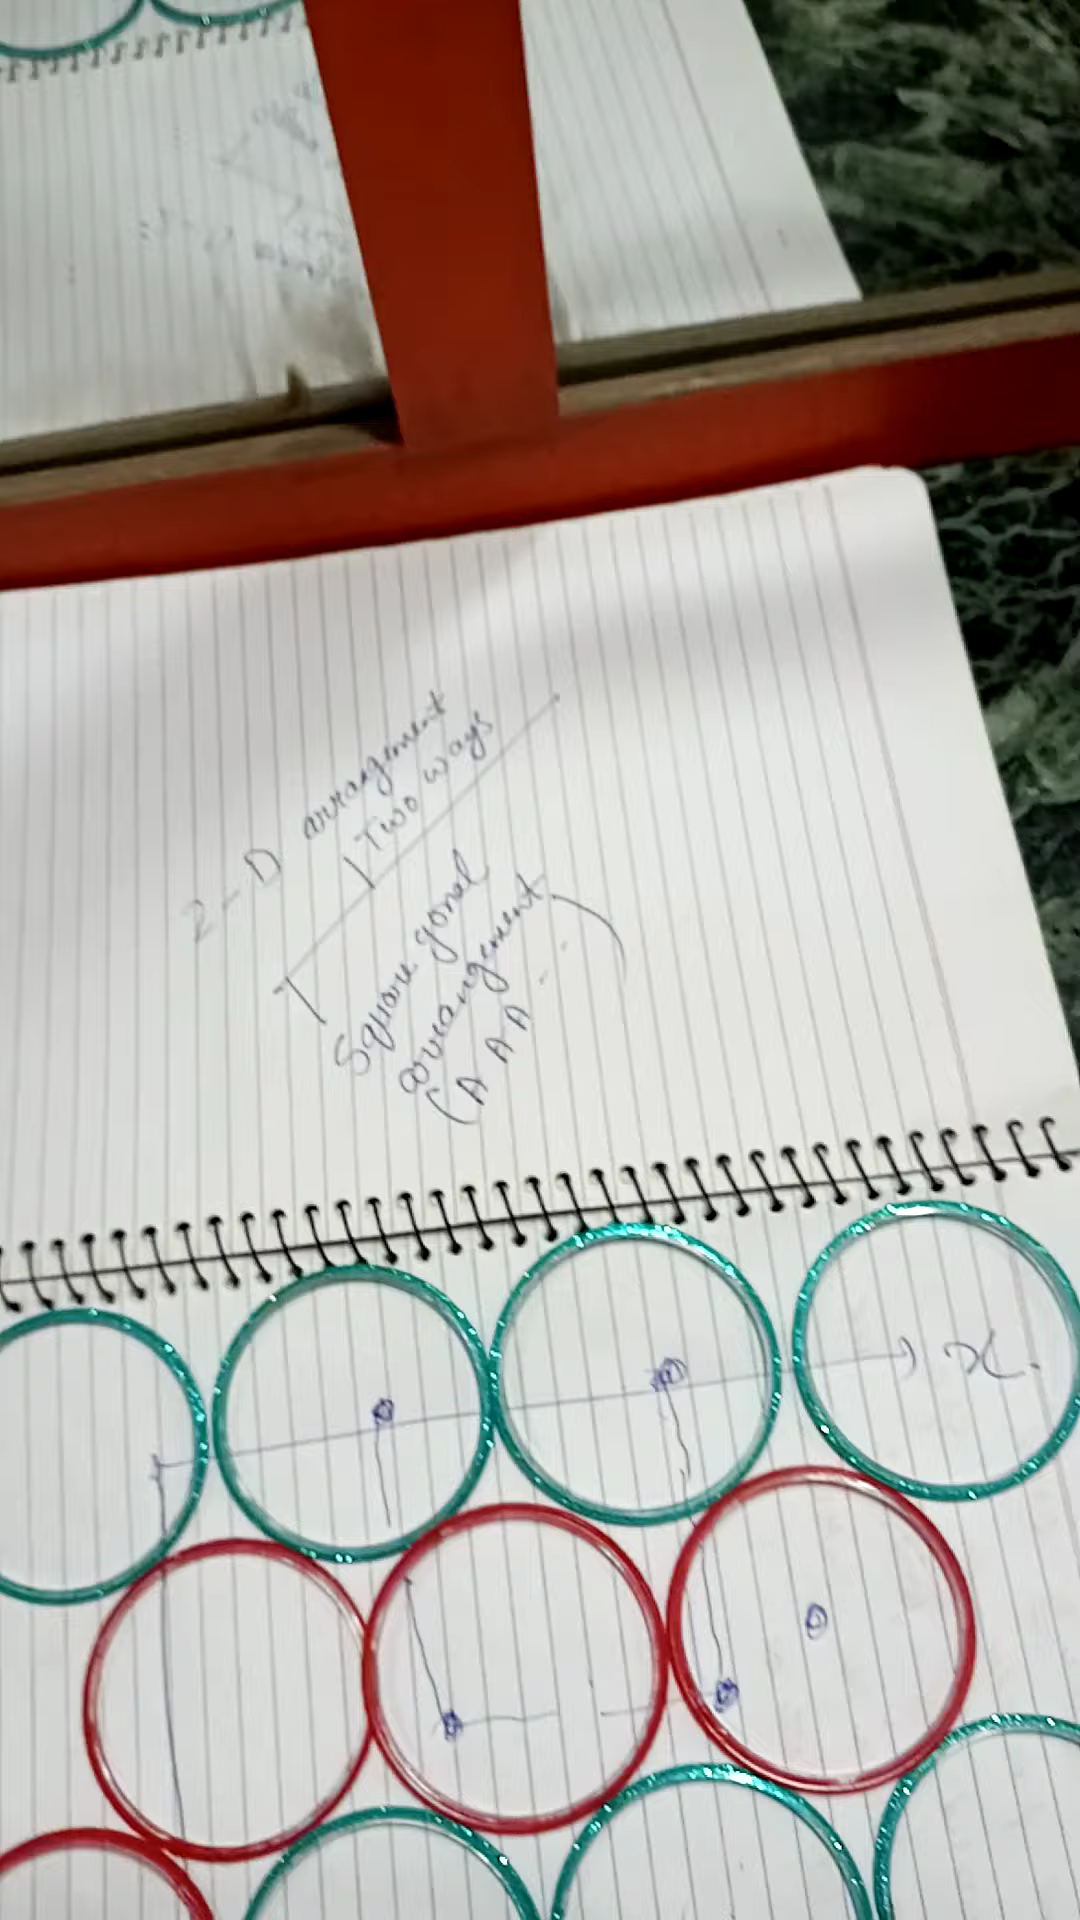 2-D arrangement
Two ways
Square gonal
arrangement
(A A A . . .)
x.